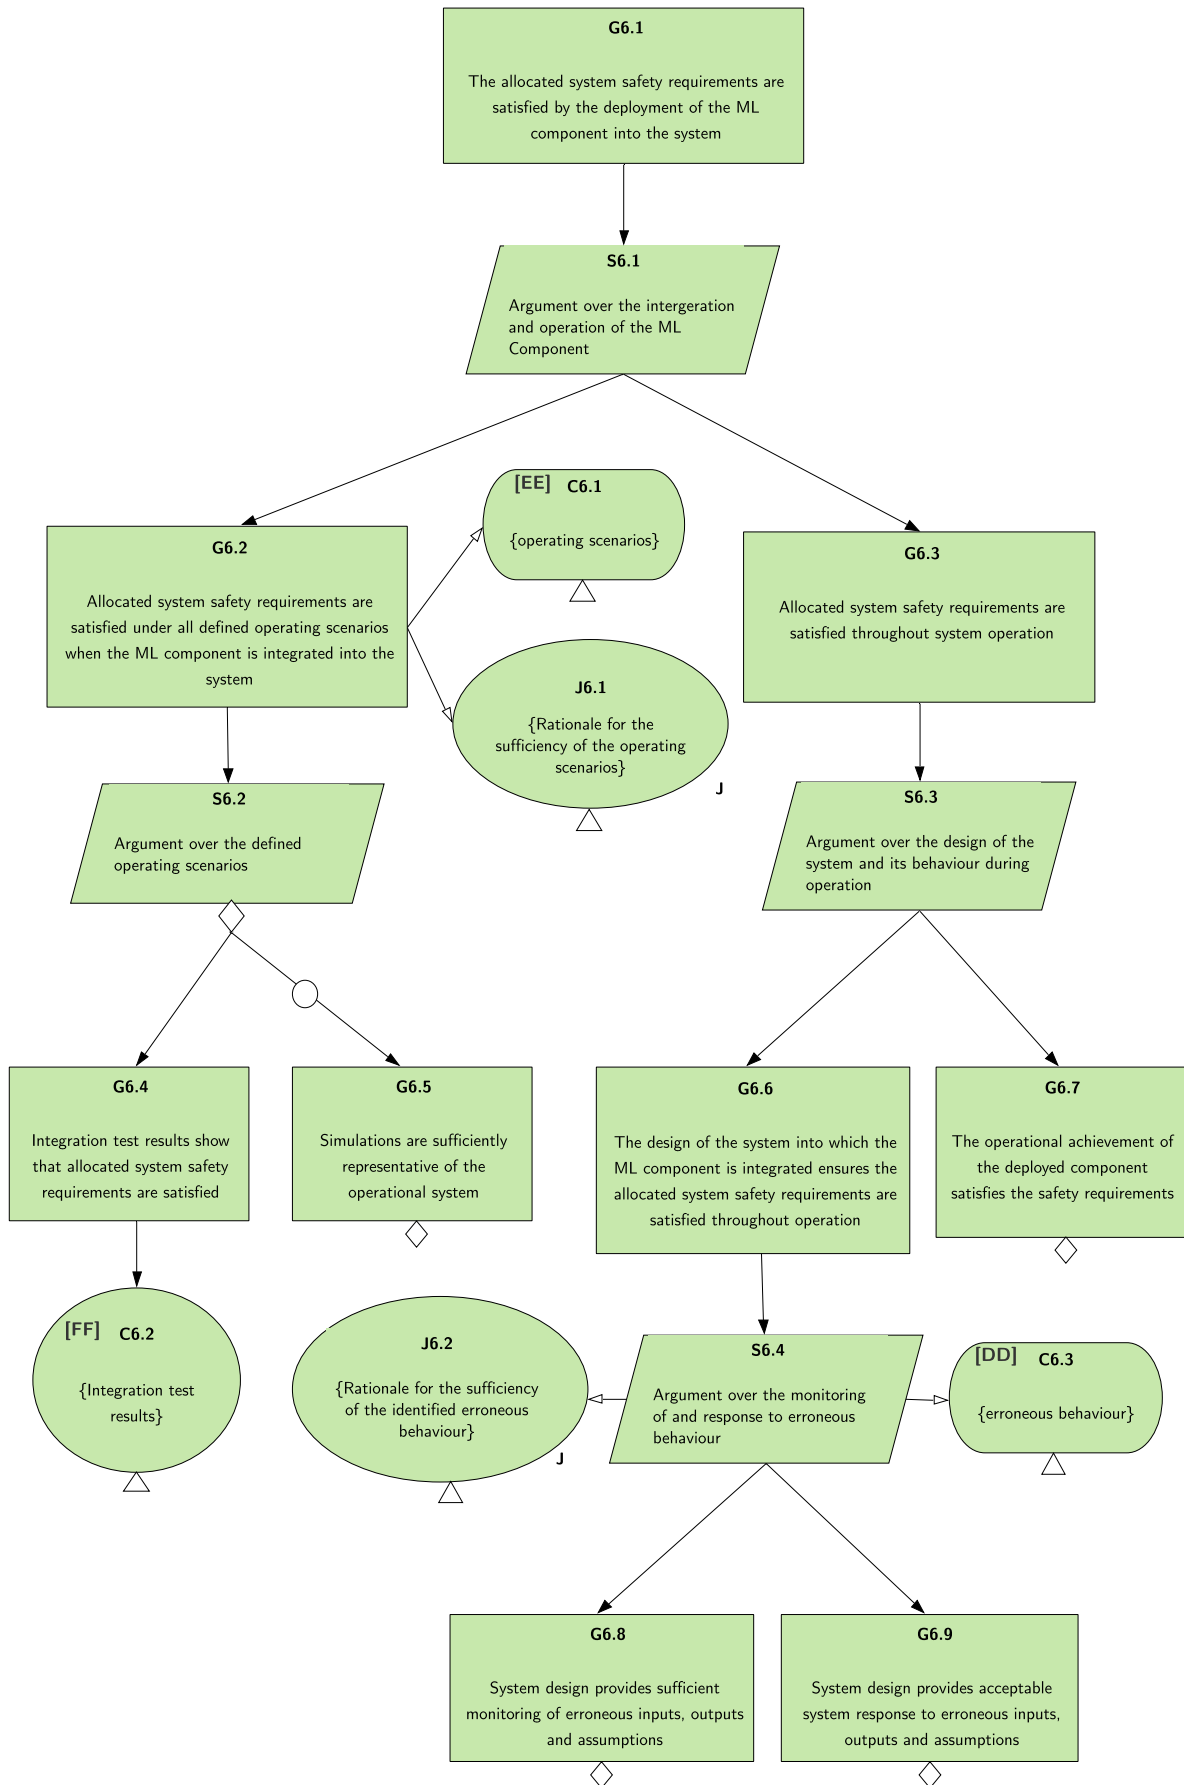 G6.1
The allocated system safety requirements are
satisfied by the deployment of the ML
component into the system
S6.1
Argument over the intergeration
and operation of the ML
Component
[EE] C6.1
{operating scenarios}
G6.2
Allocated system safety requirements are
satisfied under all defined operating scenarios
when the ML component is integrated into the
system
G6.3
Allocated system safety requirements are
satisfied throughout system operation
J6.1
{Rationale for the
sufficiency of the operating
scenarios}
J
S6.2
Argument over the defined
operating scenarios
S6.3
Argument over the design of the
system and its behaviour during
operation
G6.4
Integration test results show
that allocated system safety
requirements are satisfied
G6.5
Simulations are sufficiently
representative of the
operational system
G6.6
The design of the system into which the
ML component is integrated ensures the
allocated system safety requirements are
satisfied throughout operation
G6.7
The operational achievement of
the deployed component
satisfies the safety requirements
[FF] C6.2
{Integration test
results}
J6.2
{Rationale for the sufficiency
of the identified erroneous
behaviour}
J
S6.4
Argument over the monitoring
of and response to erroneous
behaviour
[DD] C6.3
{erroneous behaviour}
G6.8
System design provides sufficient
monitoring of erroneous inputs, outputs
and assumptions
G6.9
System design provides acceptable
system response to erroneous inputs,
outputs and assumptions